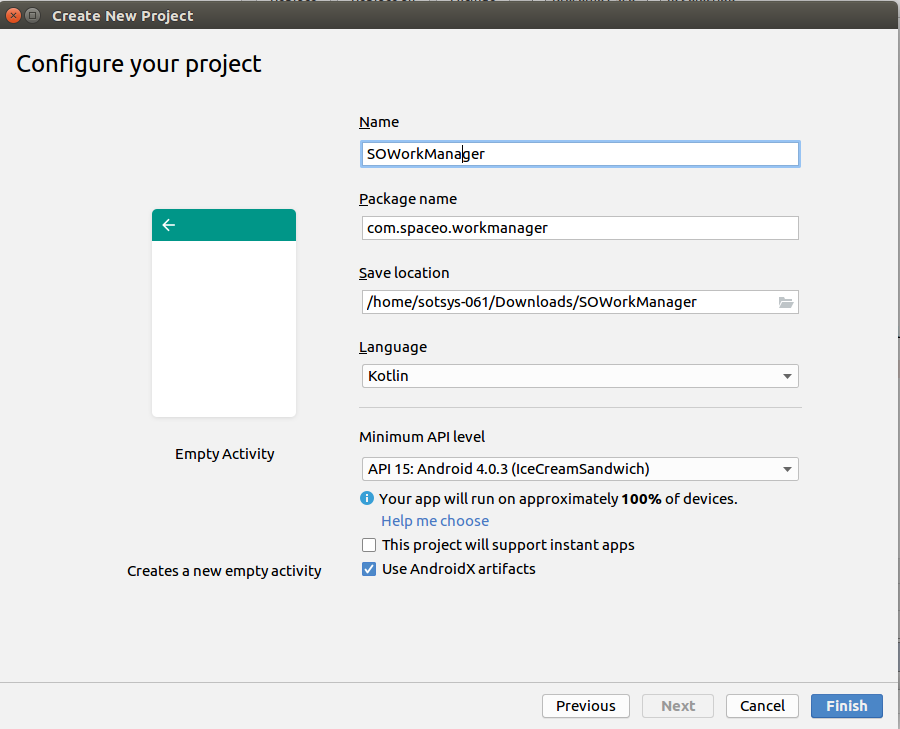 Create New Project
Configure your project
Name
SOWorkManager
Package name
com.spaceo.workmanager
Save location
/home/sotsys-061/Downloads/SOWorkManager
Language
Kotlin
Empty Activity
Minimum API level
API 15: Android 4.0.3 (IceCreamSandwich)
Your app will run on approximately 100% of devices.
Help me choose
This project will support instant apps
Creates a new empty activity
Use AndroidX artifacts
Previous
Next
Cancel
Finish